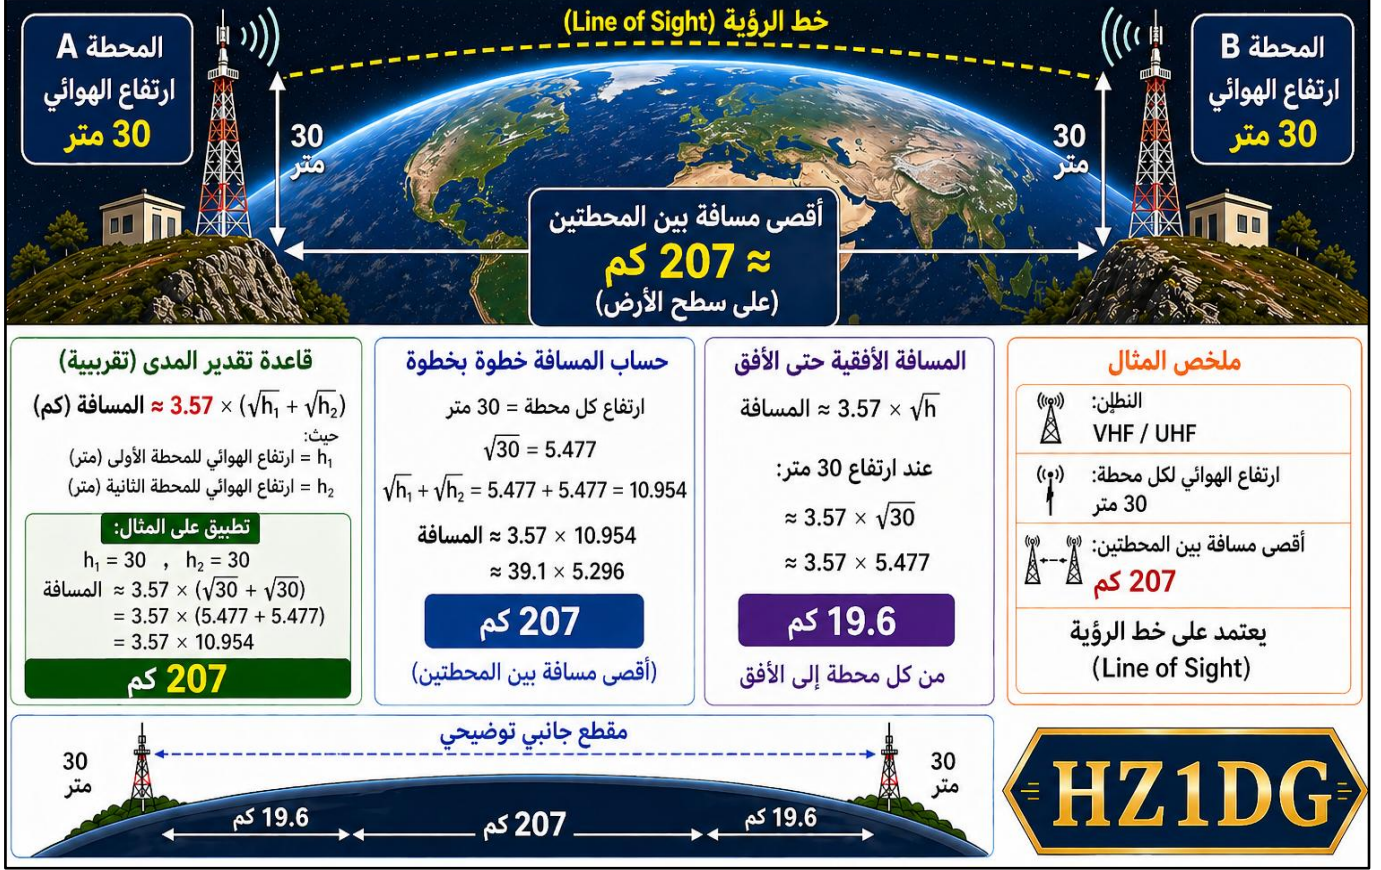 خط الرؤية (Line of Sight)
المحطة A
ارتفاع الهوائي
30 متر
المحطة B
ارتفاع الهوائي
30 متر
30
متر
30
متر
أقصى مسافة بين المحطتين
≈ 207 كم
(على سطح الأرض)
قاعدة تقدير المدى (تقريبية)
(كم) المسافة ≈ 3.57 × (√h₁ + √h₂)
حيث:
h₁ = ارتفاع الهوائي للمحطة الأولى (متر)
h₂ = ارتفاع الهوائي للمحطة الثانية (متر)
تطبيق على المثال:
h₁ = 30 , h₂ = 30
المسافة ≈ 3.57 × (√30 + √30)
= 3.57 × (5.477 + 5.477)
= 3.57 × 10.954
207 كم
حساب المسافة خطوة بخطوة
ارتفاع كل محطة = 30 متر
√30 = 5.477
√h₁ + √h₂ = 5.477 + 5.477 = 10.954
المسافة ≈ 3.57 × 10.954
≈ 39.1 × 5.296
207 كم
(أقصى مسافة بين المحطتين)
المسافة الأفقية حتى الأفق
المسافة ≈ 3.57 × √h
عند ارتفاع 30 متر:
≈ 3.57 × √30
≈ 3.57 × 5.477
19.6 كم
من كل محطة إلى الأفق
ملخص المثال
VHF / UHF
ارتفاع الهوائي لكل محطة:
30 متر
أقصى مسافة بين المحطتين:
207 كم
يعتمد على خط الرؤية
(Line of Sight)
مقطع جانبي توضيحي
30
متر
30
متر
19.6 كم
207 كم
19.6 كم
HZ1DG